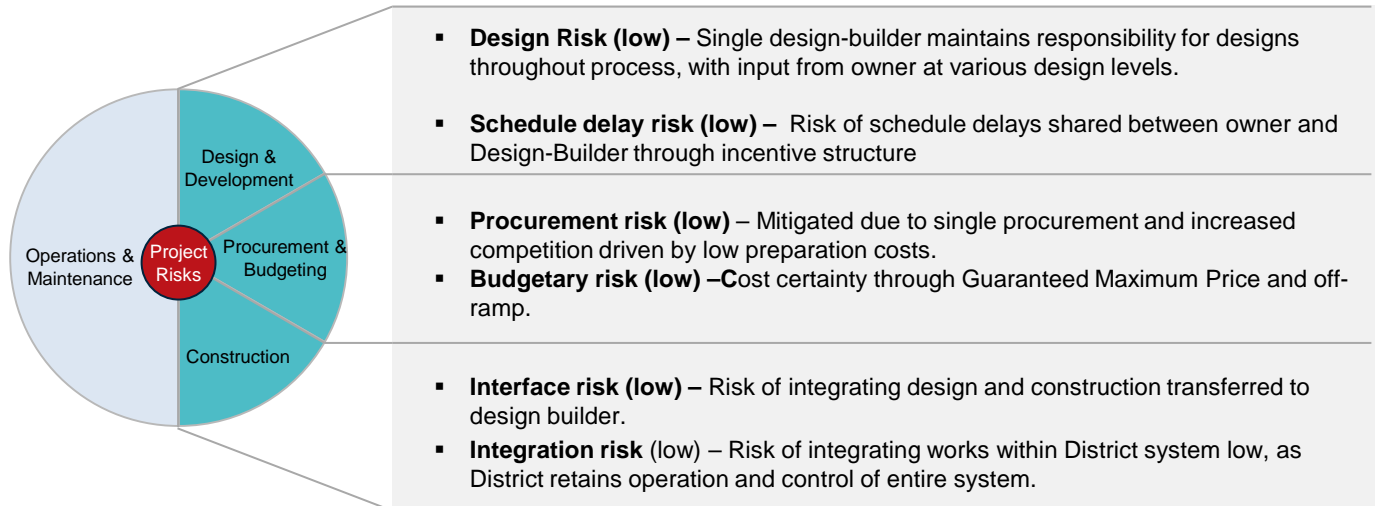 ▪ Design Risk (low) – Single design-builder maintains responsibility for designs
throughout process, with input from owner at various design levels.
▪ Schedule delay risk (low) – Risk of schedule delays shared between owner and
Design-Builder through incentive structure
▪ Procurement risk (low) – Mitigated due to single procurement and increased
competition driven by low preparation costs.
▪ Budgetary risk (low) –Cost certainty through Guaranteed Maximum Price and off-
ramp.
▪ Interface risk (low) – Risk of integrating design and construction transferred to
design builder.
▪ Integration risk (low) – Risk of integrating works within District system low, as
District retains operation and control of entire system.
Design &
Development
Procurement &
Budgeting
Construction
Operations &
Maintenance
Project
Risks